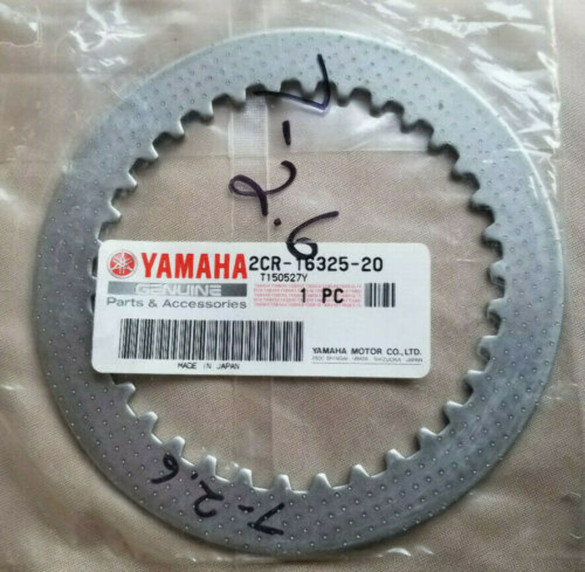 T-2.6
YAMAHA 2CR-16325-20
T150527Y
GENUINE
1 PC
Parts & Accessories
YAMAHA MOTOR CO.,LTD.
MADE IN JAPAN
T-2.6